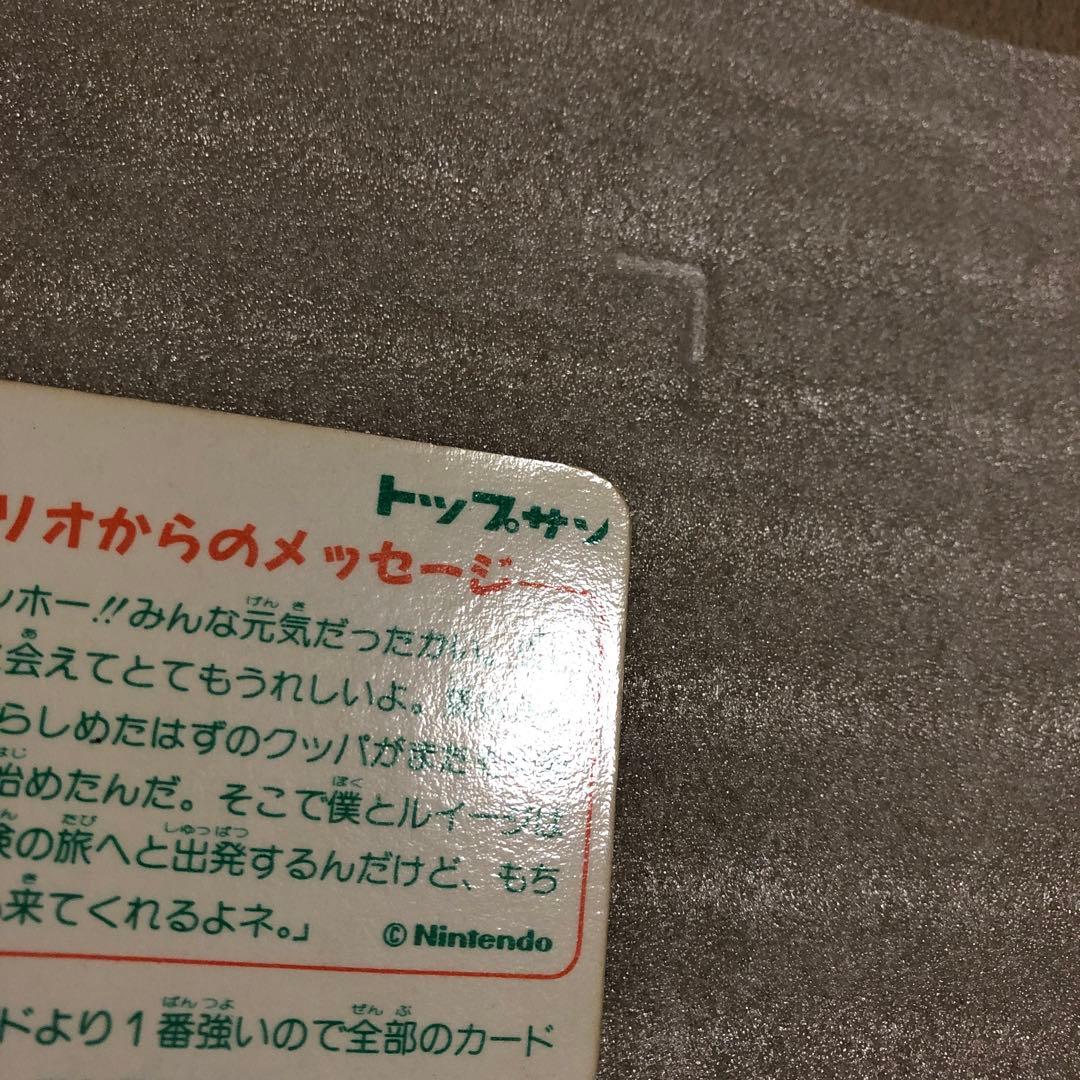 トップサン
リオからのメッセージ
ンホー!!みんな元気だったかい。
会えてとてもうれしいよ。
らしめたはずのクッパがまた
始めたんだ。そこで僕とルイージは
険の旅へと出発するんだけど、もち
来てくれるよネ。」
©Nintendo
ドより1番強いので全部のカード